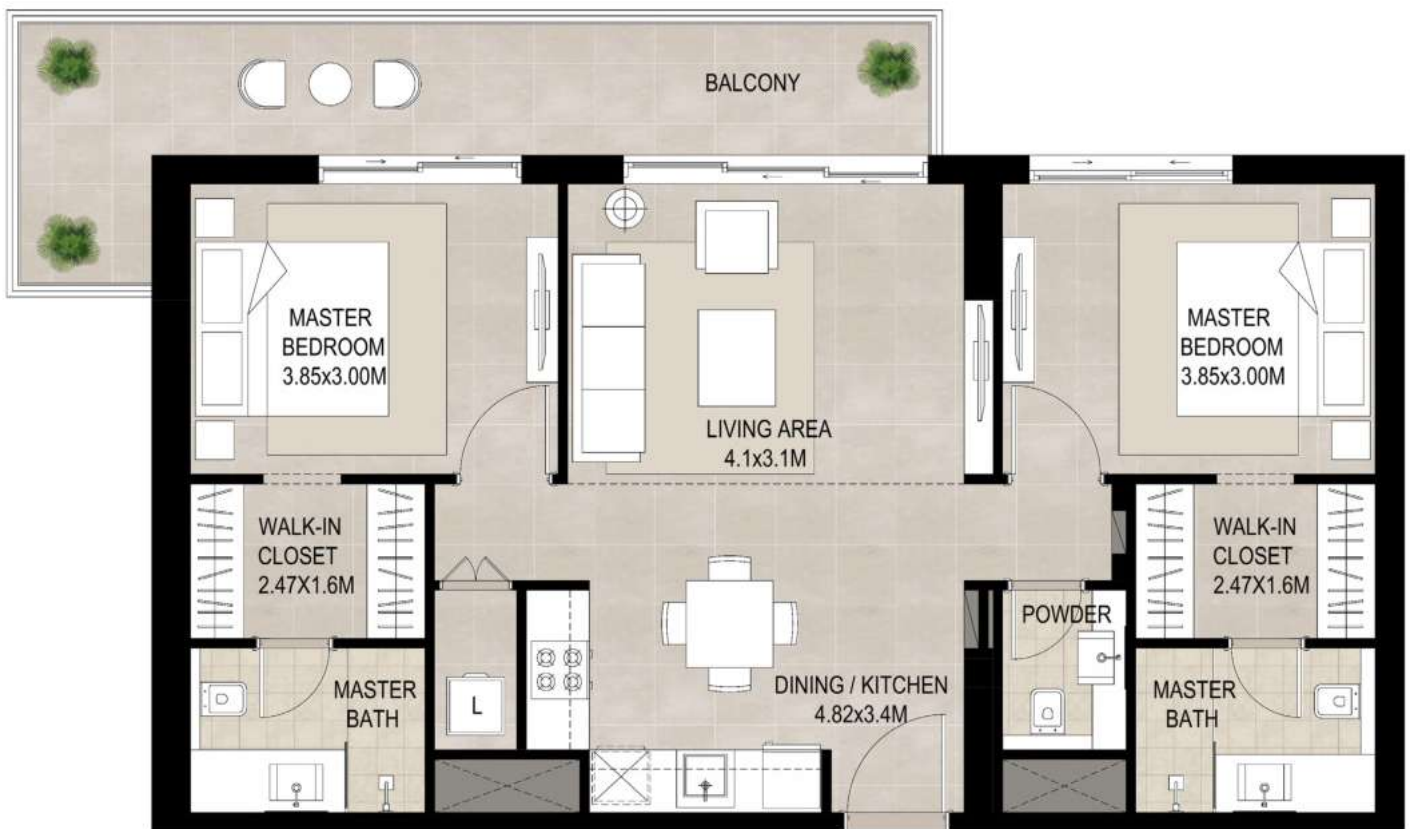 BALCONY
MASTER
BEDROOM
3.85x3.00M
LIVING AREA
4.1x3.1M
MASTER
BEDROOM
3.85x3.00M
WALK-IN
CLOSET
2.47X1.6M
WALK-IN
CLOSET
2.47X1.6M
POWDER
MASTER
BATH
L
DINING / KITCHEN
4.82x3.4M
MASTER
BATH